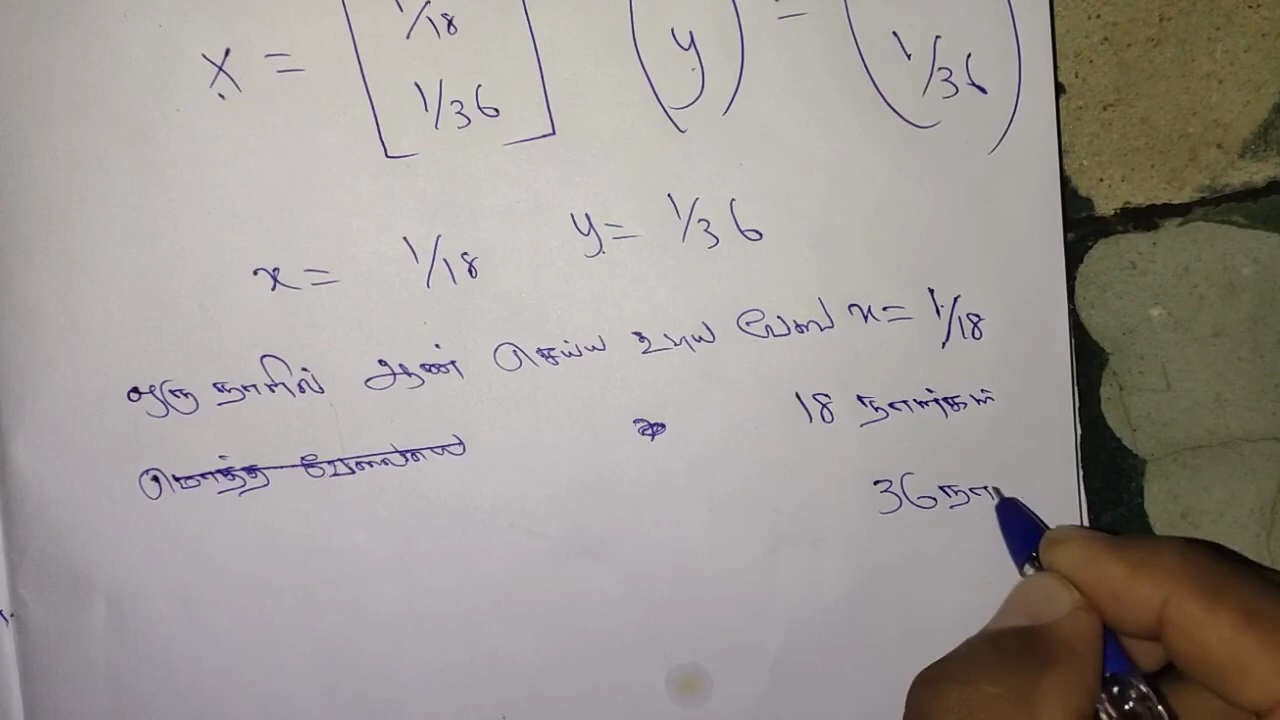 1/18
X = [ 1/36 ] ( y ) = ( 1/36 )
x = 1/18 y = 1/36
ஒரு நாளில் ஆண் செய்ய உடிய வேலை x = 1/18
18 நாள்கள்
மொத்த வேலையை
36 நா